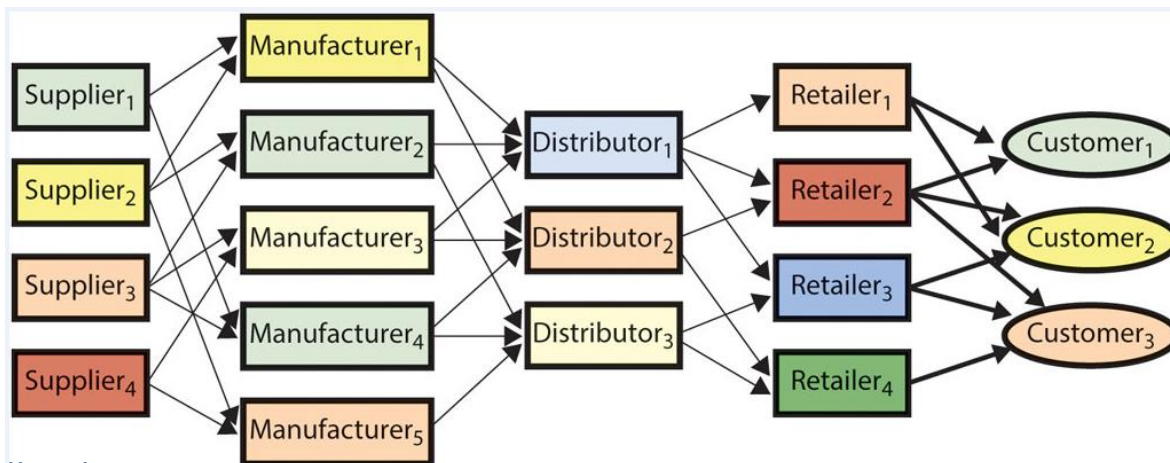 Supplier₁
Supplier₂
Supplier₃
Supplier₄
Manufacturer₁
Manufacturer₂
Manufacturer₃
Manufacturer₄
Manufacturer₅
Distributor₁
Distributor₂
Distributor₃
Retailer₁
Retailer₂
Retailer₃
Retailer₄
Customer₁
Customer₂
Customer₃